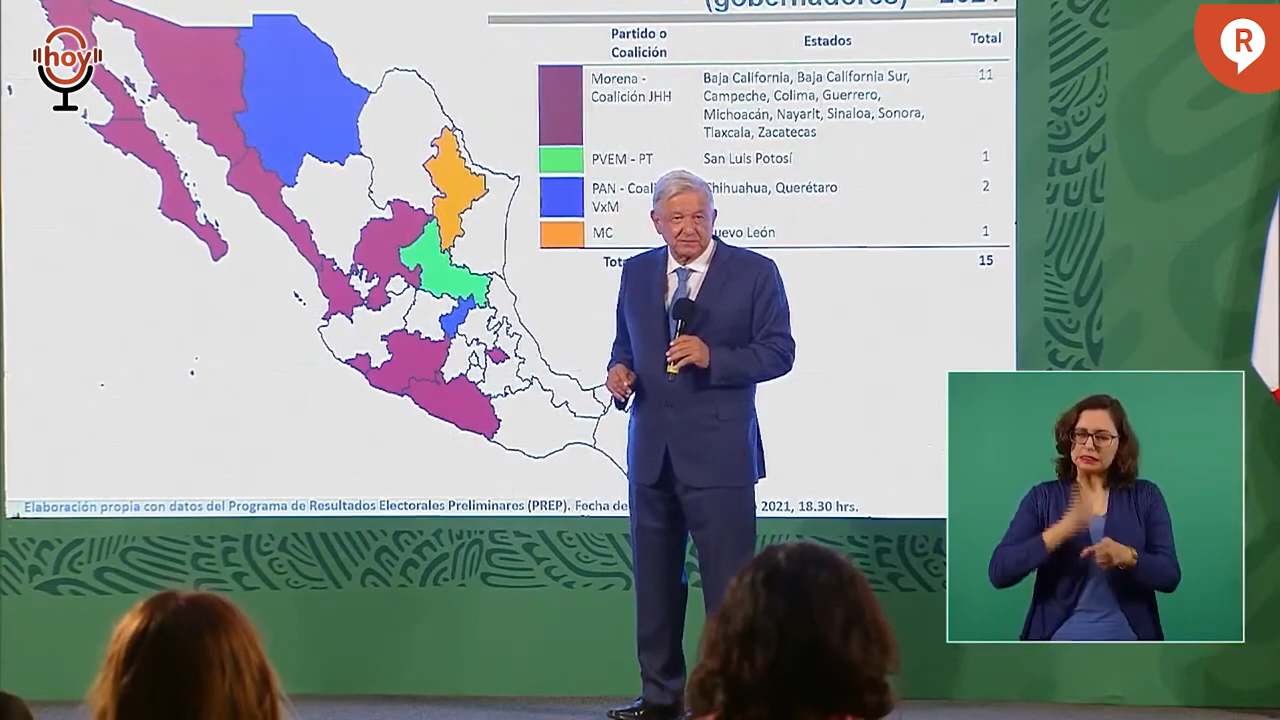 (gobernadores) - 2021
hoy
R
Partido o
Coalición
Estados
Total
Morena -
Coalición JHH
Baja California, Baja California Sur,
Campeche, Colima, Guerrero,
Michoacán, Nayarit, Sinaloa, Sonora,
Tlaxcala, Zacatecas
11
PVEM - PT
San Luis Potosí
1
PAN -
VxM
Chihuahua, Querétaro
2
MC
Nuevo León
1
15
Elaboración propia con datos del Programa de Resultados Electorales Preliminares (PREP). Fecha de 2021, 18.30 hrs.